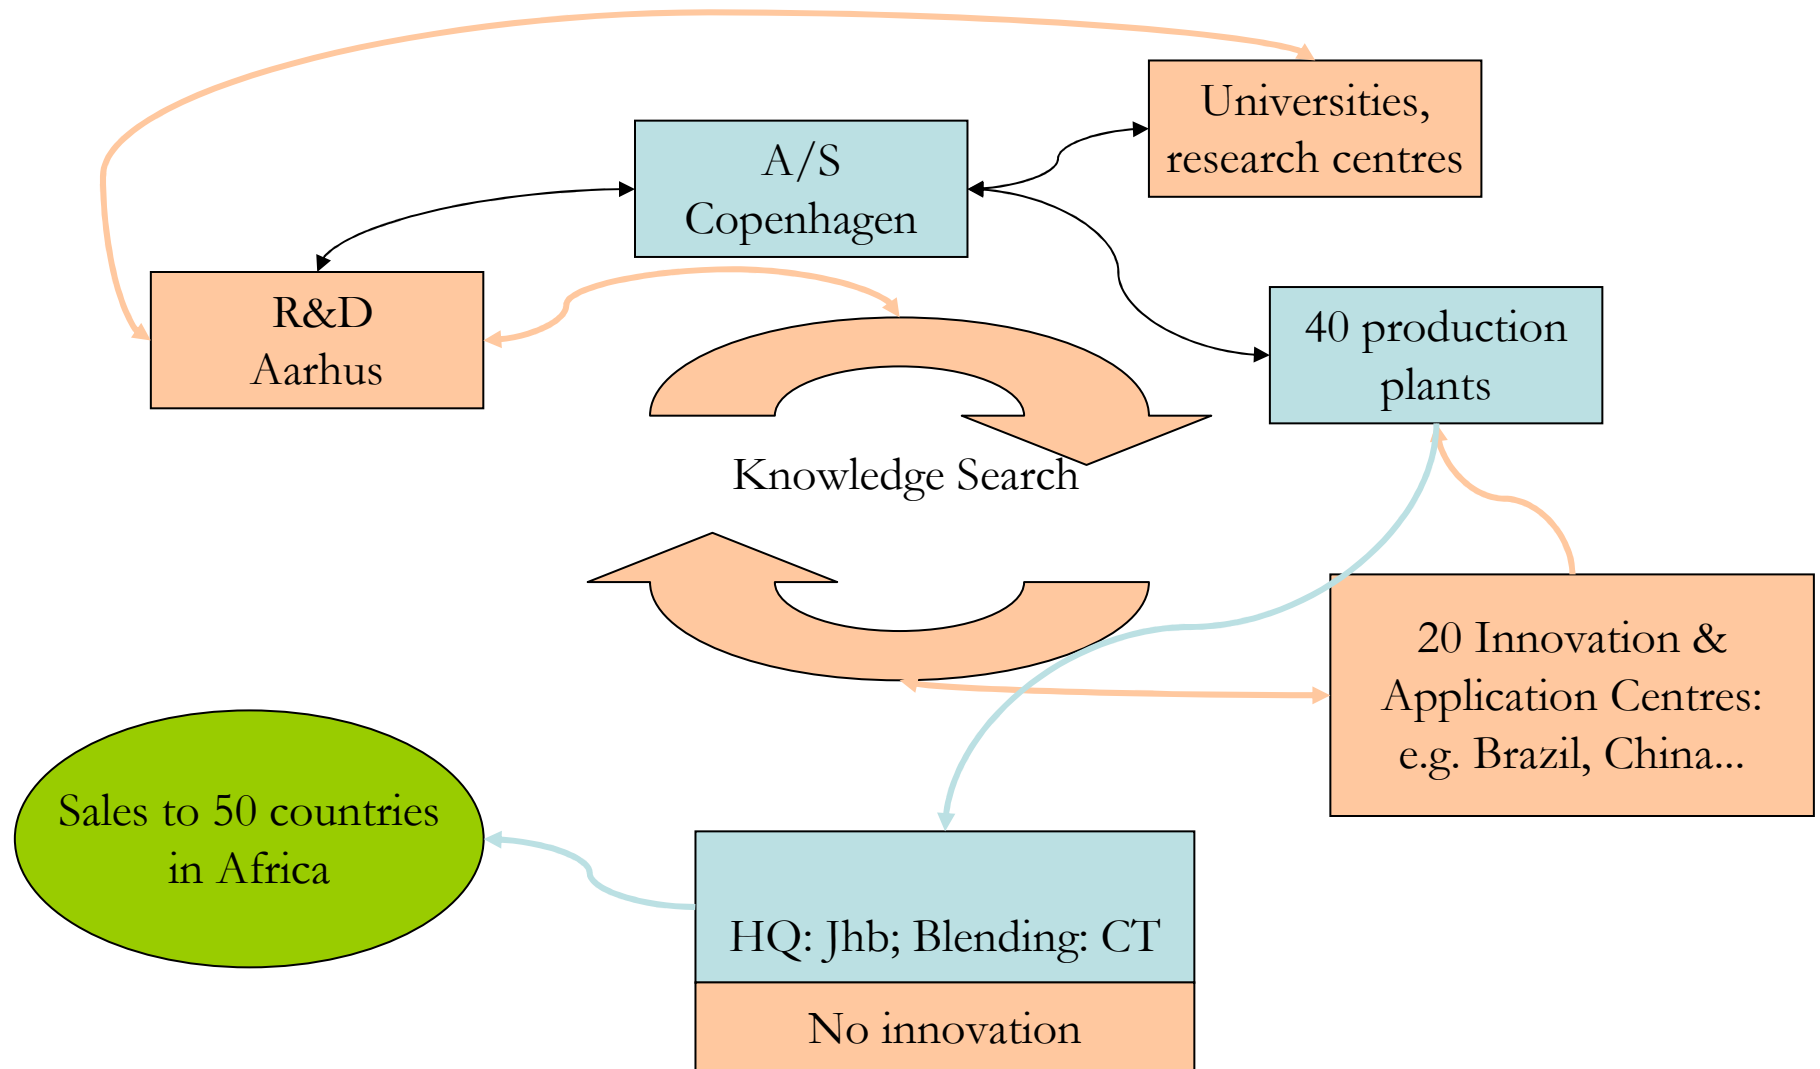 Universities,
research centres
A/S
Copenhagen
R&D
Aarhus
40 production
plants
Knowledge Search
20 Innovation &
Application Centres:
e.g. Brazil, China...
Sales to 50 countries
in Africa
HQ: Jhb; Blending: CT
No innovation